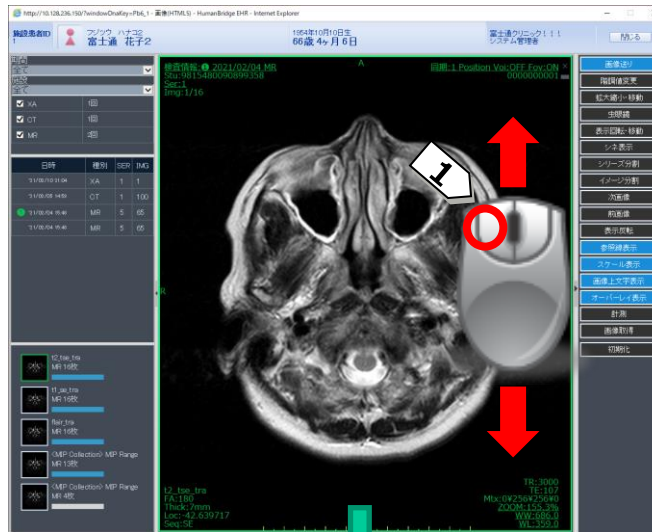 http://10.128.236.150/?windowDnaKey=Pb6_1 - 画像(HTML5) - HumanBridge EHR - Internet Explorer
施設患者ID
1
フジツウ ハナコ2
富士通 花子2
1954年10月10日生
66歳 4ヶ月 6日
富士通クリニック！！！
システム管理者
閉じる
全て
全て
XA 1回
CT 1回
MR 2回
日時 種別 SER IMG
XA 1 1
CT 1 100
MR 5 65
MR 5 65
t2_tse_tra
MR 16枚
t1_se_tra
MR 16枚
flair_tra
MR 16枚
<MIP Collection> MIP Range
MR 13枚
<MIP Collection> MIP Range
MR 4枚
検査情報:❶ 2021/02/04 MR
Stu:9815480090899358
Ser:1
Img:1/16
A
同期:1 Position Voi:OFF Fov:ON
0000000001
R
1
t2_tse_tra
FA:180
Thick:7mm
Loc:-42.639717
Seq:SE
TR:3000
TE:107
Mtx:0¥256¥256¥0
ZOOM:155.3%
WW:686.0
WL:359.0
画像送り
階調値変更
拡大縮小・移動
虫眼鏡
表示回転・移動
シネ表示
シリーズ分割
イメージ分割
次画像
前画像
表示反転
参照線表示
スケール表示
画像上文字表示
オーバーレイ表示
計測
画像取得
初期化